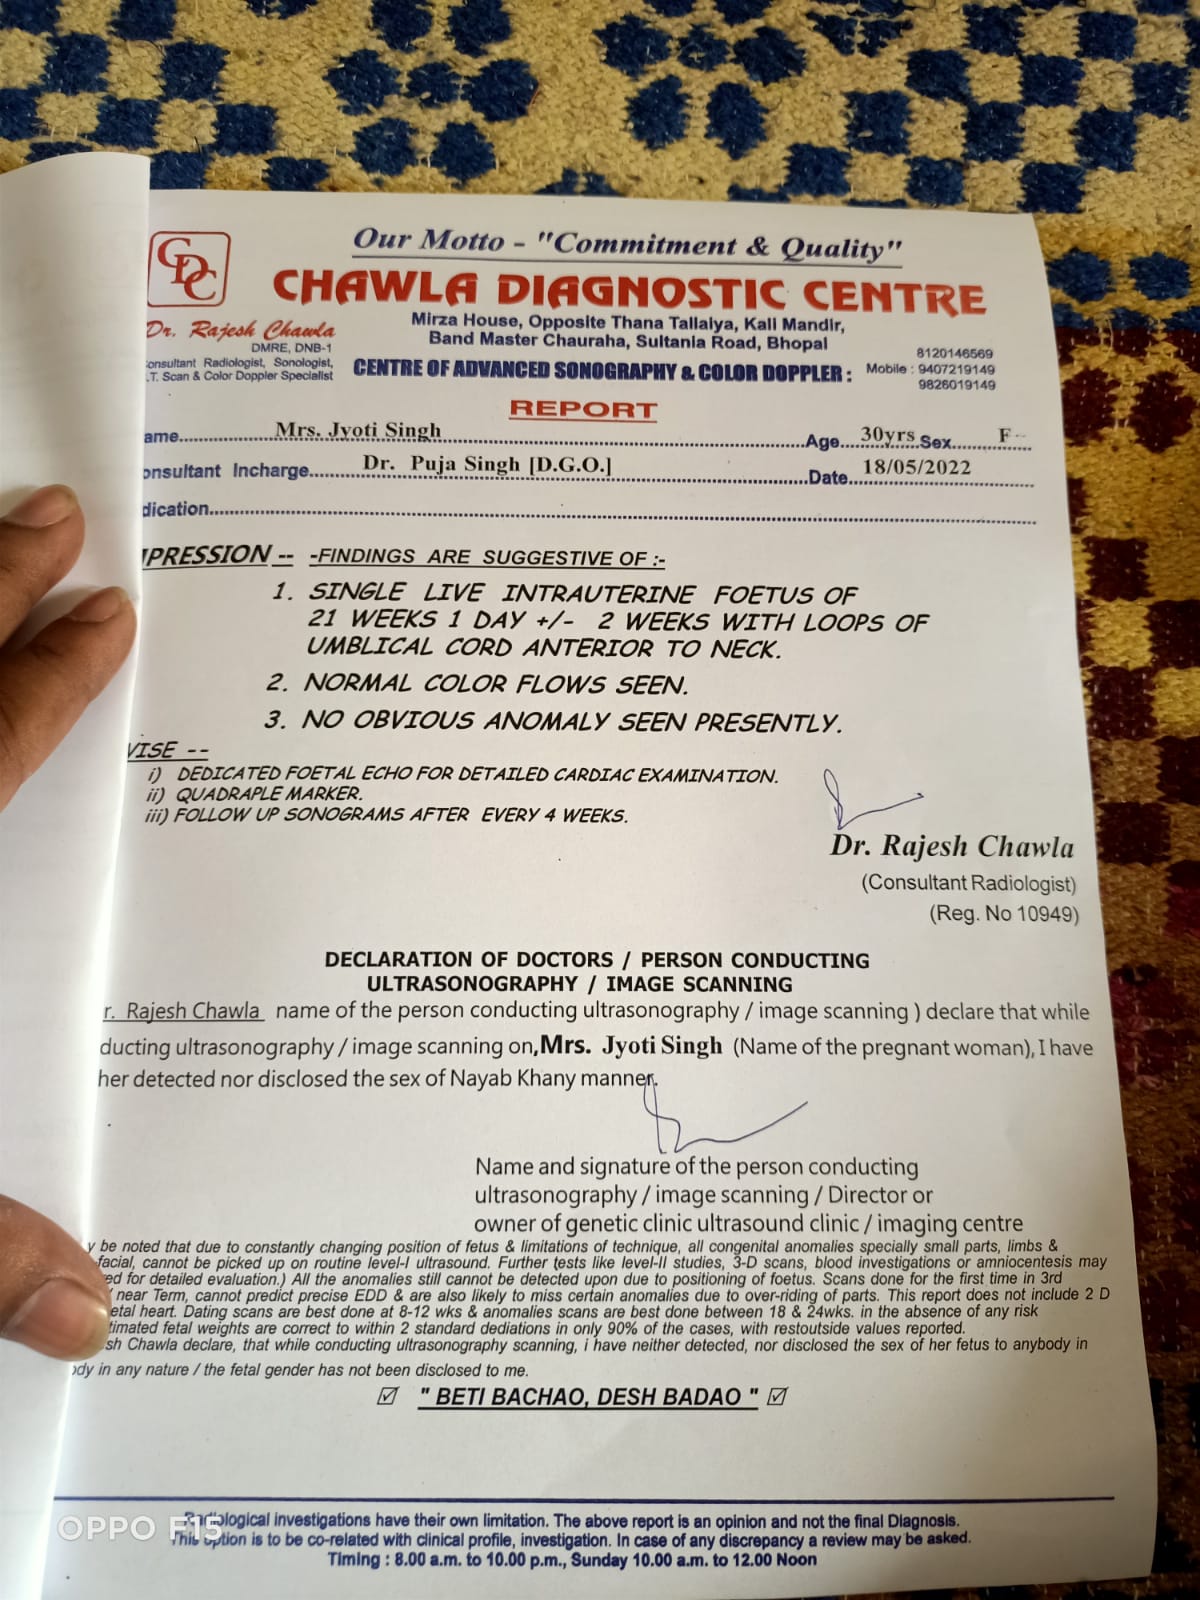 Our Motto - "Commitment & Quality"
CDC
CHAWLA DIAGNOSTIC CENTRE
Dr. Rajesh Chawla
DMRE, DNB-1
onsultant Radiologist, Sonologist,
.T. Scan & Color Doppler Specialist
Mirza House, Opposite Thana Tallaiya, Kali Mandir,
Band Master Chauraha, Sultania Road, Bhopal
CENTRE OF ADVANCED SONOGRAPHY & COLOR DOPPLER :
8120146569
Mobile : 9407219149
9826019149
REPORT
ame.......... Mrs. Jyoti Singh ..........Age.... 30yrs Sex.......... F--
onsultant Incharge.......... Dr. Puja Singh [D.G.O.] ..........Date.... 18/05/2022
dication..........
PRESSION -- -FINDINGS ARE SUGGESTIVE OF :-
1. SINGLE LIVE INTRAUTERINE FOETUS OF
21 WEEKS 1 DAY +/- 2 WEEKS WITH LOOPS OF
UMBLICAL CORD ANTERIOR TO NECK.
2. NORMAL COLOR FLOWS SEEN.
3. NO OBVIOUS ANOMALY SEEN PRESENTLY.
VISE --
i) DEDICATED FOETAL ECHO FOR DETAILED CARDIAC EXAMINATION.
ii) QUADRAPLE MARKER.
iii) FOLLOW UP SONOGRAMS AFTER EVERY 4 WEEKS.
Dr. Rajesh Chawla
(Consultant Radiologist)
(Reg. No 10949)
DECLARATION OF DOCTORS / PERSON CONDUCTING
ULTRASONOGRAPHY / IMAGE SCANNING
r. Rajesh Chawla name of the person conducting ultrasonography / image scanning ) declare that while
ducting ultrasonography / image scanning on,Mrs. Jyoti Singh (Name of the pregnant woman), I have
her detected nor disclosed the sex of Nayab Khany manner.
Name and signature of the person conducting
ultrasonography / image scanning / Director or
owner of genetic clinic ultrasound clinic / imaging centre
y be noted that due to constantly changing position of fetus & limitations of technique, all congenital anomalies specially small parts, limbs &
facial, cannot be picked up on routine level-I ultrasound. Further tests like level-II studies, 3-D scans, blood investigations or amniocentesis may
ed for detailed evaluation.) All the anomalies still cannot be detected upon due to positioning of foetus. Scans done for the first time in 3rd
near Term, cannot predict precise EDD & are also likely to miss certain anomalies due to over-riding of parts. This report does not include 2 D
etal heart. Dating scans are best done at 8-12 wks & anomalies scans are best done between 18 & 24wks. in the absence of any risk
timated fetal weights are correct to within 2 standard dediations in only 90% of the cases, with restoutside values reported.
sh Chawla declare, that while conducting ultrasonography scanning, i have neither detected, nor disclosed the sex of her fetus to anybody in
dy in any nature / the fetal gender has not been disclosed to me.
☑ " BETI BACHAO, DESH BADAO " ☑
Radiological investigations have their own limitation. The above report is an opinion and not the final Diagnosis.
This option is to be co-related with clinical profile, investigation. In case of any discrepancy a review may be asked.
Timing : 8.00 a.m. to 10.00 p.m., Sunday 10.00 a.m. to 12.00 Noon
OPPO F15